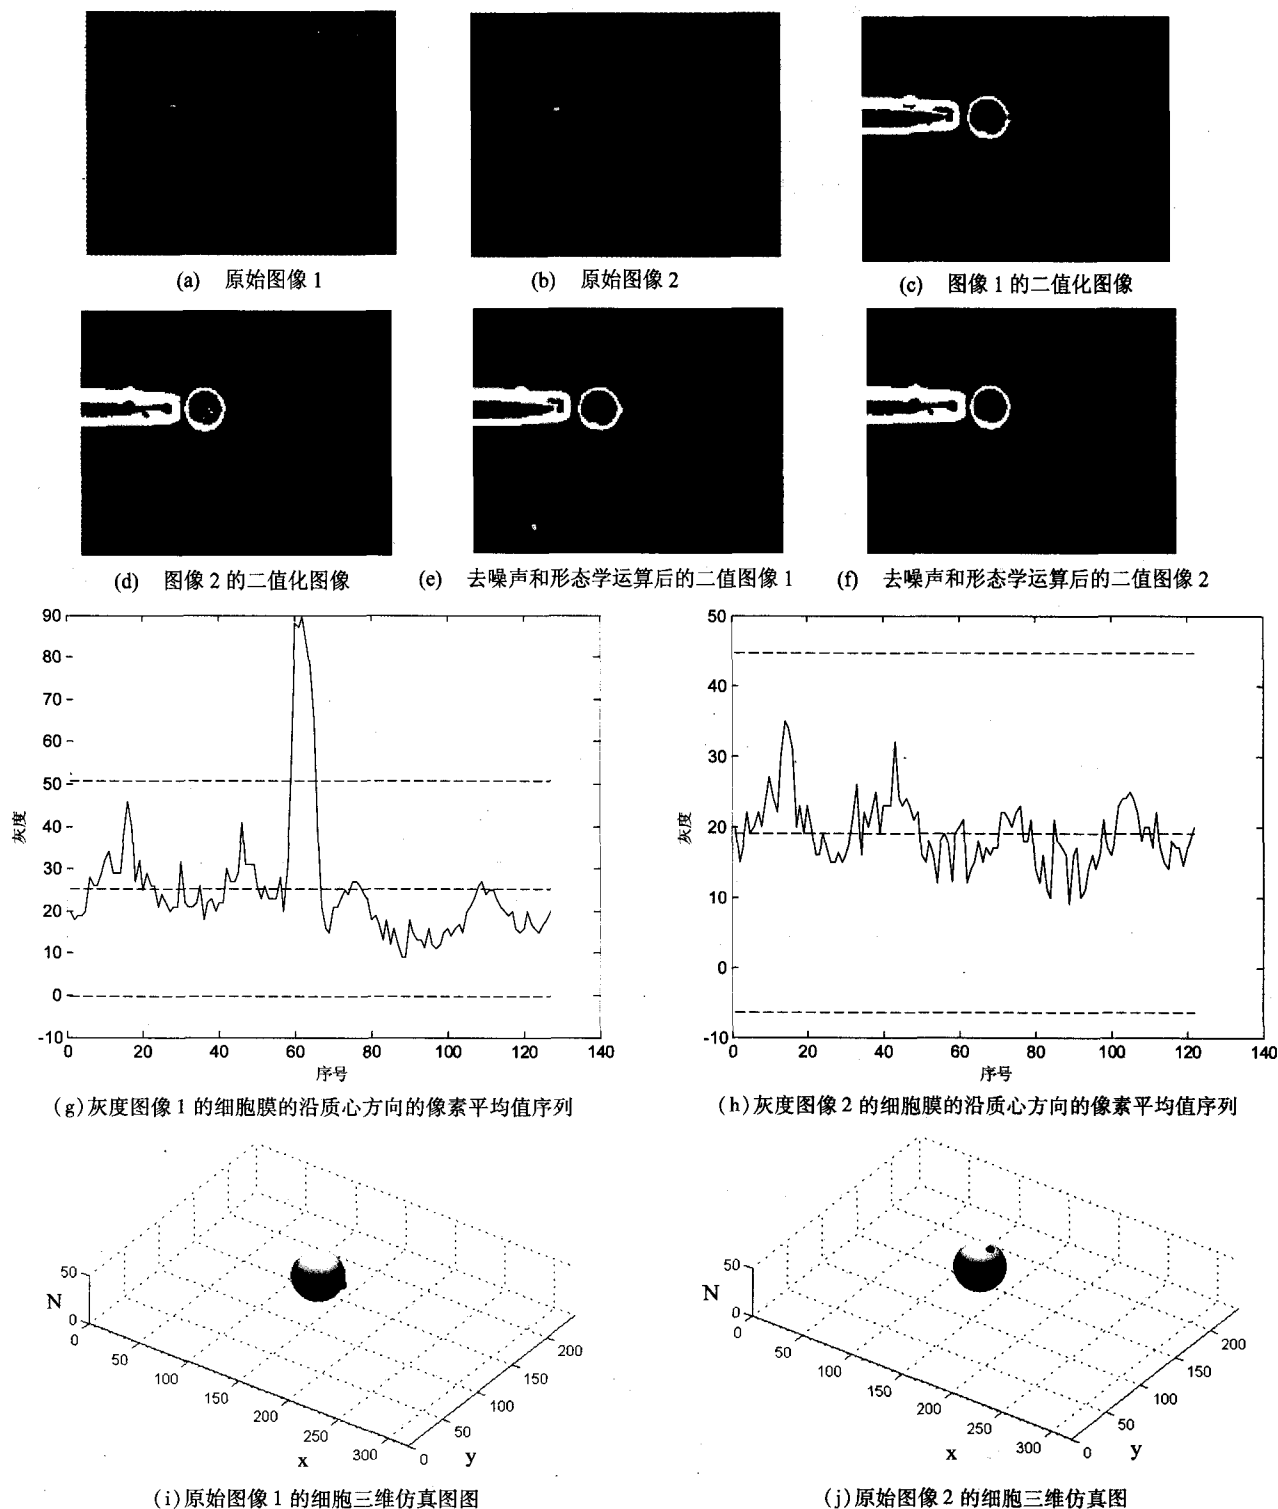 (a) 原始图像 1
(b) 原始图像 2
(c) 图像 1 的二值化图像
(d) 图像 2 的二值化图像
(e) 去噪声和形态学运算后的二值图像 1
(f) 去噪声和形态学运算后的二值图像 2
90
80
70
60
50
40
30
20
10
0
-10
灰度
0 20 40 60 80 100 120 140
序号
(g)灰度图像 1 的细胞膜的沿质心方向的像素平均值序列
50
40
30
20
10
0
-10
灰度
0 20 40 60 80 100 120 140
序号
(h)灰度图像 2 的细胞膜的沿质心方向的像素平均值序列
50
N
0
0
50
100
150
200
250
300
x
0
50
100
150
200
y
(i)原始图像 1 的细胞三维仿真图图
50
N
0
0
50
100
150
200
250
300
x
0
50
100
150
200
y
(j)原始图像 2 的细胞三维仿真图